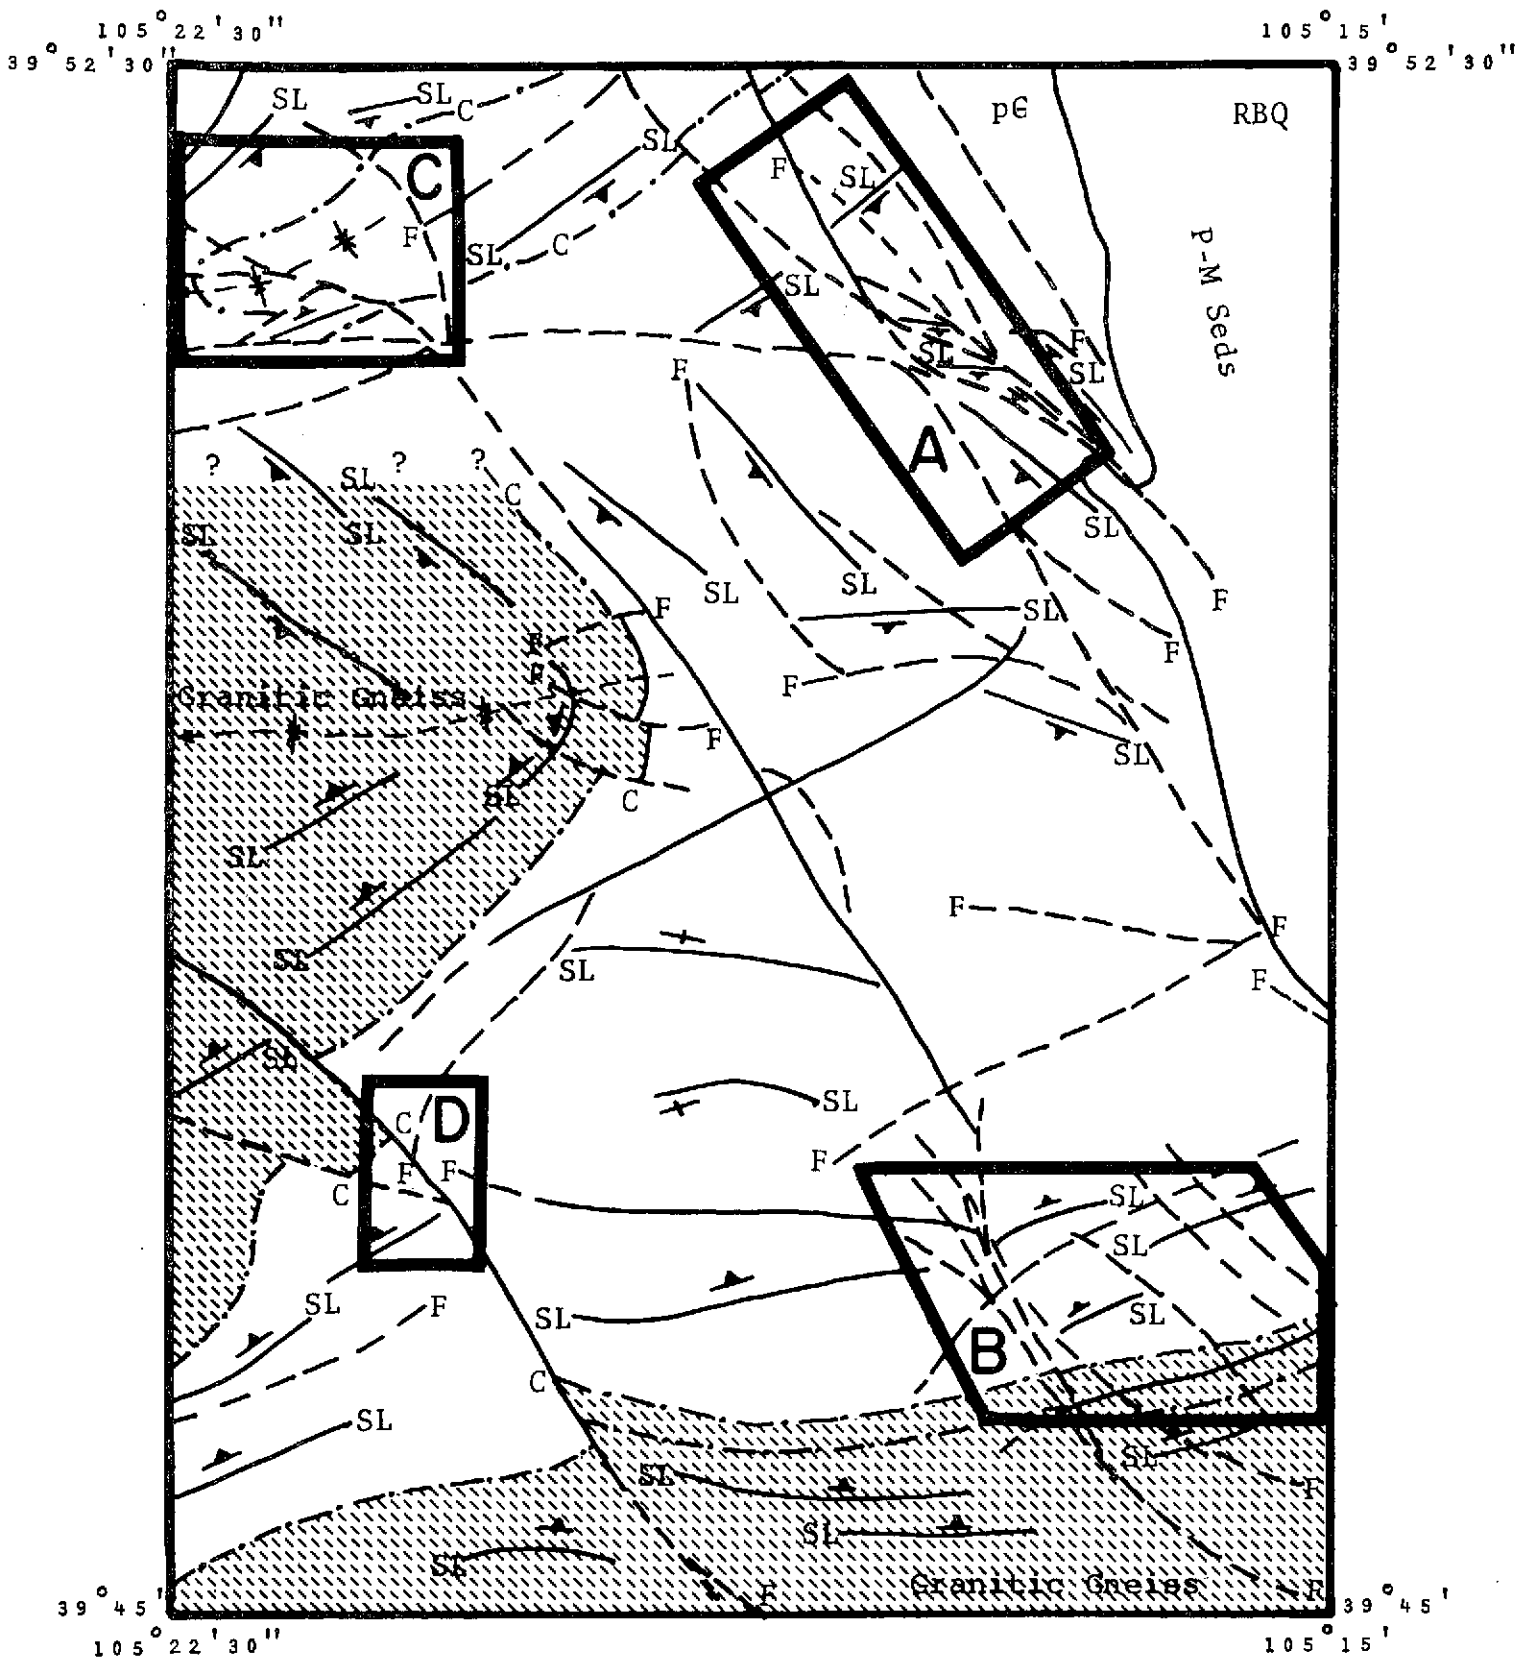 105°22'30" 105°15'
39°52'30" 39°52'30"
SL SL C pЄ RBQ
C SL F SL
F SL C
P-M Seds
SL
F SL F SL
A
? ? ?
SL C
SL SL SL
SL SL F
F F SL
F F
Granitic Gneiss F
F SL
SL C
SL
F F
SL SL F
SL
SL
C D
F F F
C SL
SL
SL F SL SL
B
C
SL
SL SL
F
SL
SL Granitic Gneiss F F
39°45' 39°45'
105°22'30" 105°15'